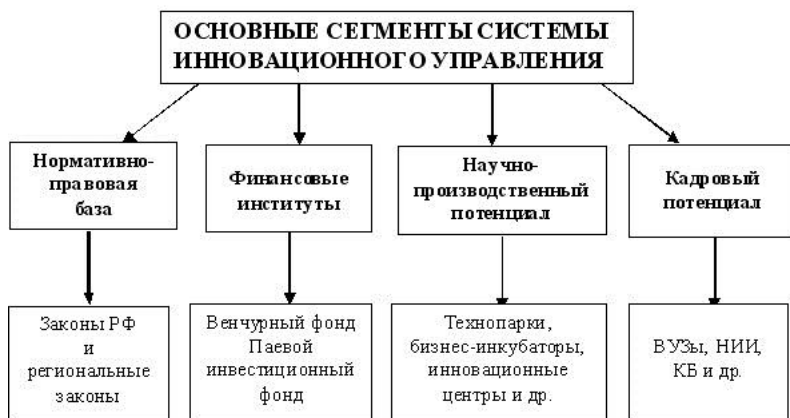 ОСНОВНЫЕ СЕГМЕНТЫ СИСТЕМЫ
ИННОВАЦИОННОГО УПРАВЛЕНИЯ
Нормативно-
правовая
база
Финансовые
институты
Научно-
производственный
потенциал
Кадровый
потенциал
Законы РФ
и
региональные
законы
Венчурный фонд
Паевой
инвестиционный
фонд
Технопарки,
бизнес-инкубаторы,
инновационные
центры и др.
ВУЗы, НИИ,
КБ и др.